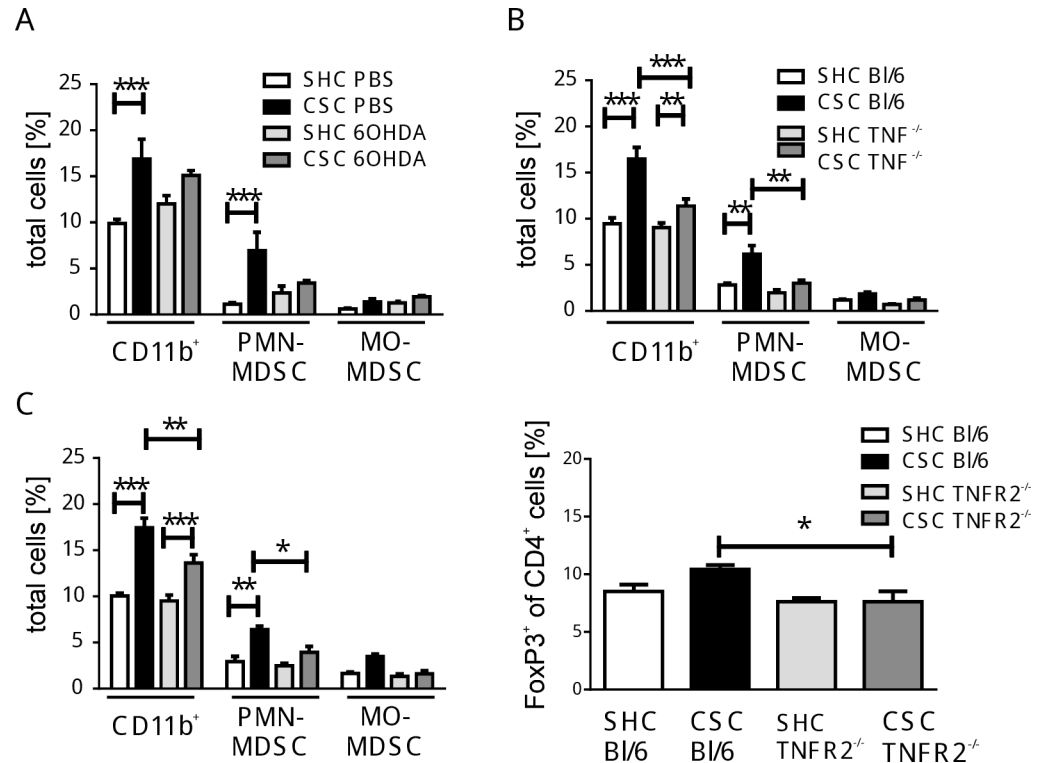 A
total cells [%]
25
20
15
10
5
0
SHC PBS
CSC PBS
SHC 6OHDA
CSC 6OHDA
***
***
CD11b⁺
PMN-
MDSC
MO-
MDSC
B
total cells [%]
25
20
15
10
5
0
SHC Bl/6
CSC Bl/6
SHC TNF⁻/⁻
CSC TNF⁻/⁻
***
***
**
**
**
CD11b⁺
PMN-
MDSC
MO-
MDSC
C
total cells [%]
25
20
15
10
5
0
**
***
***
*
**
CD11b⁺
PMN-
MDSC
MO-
MDSC
FoxP3⁺ of CD4⁺ cells [%]
20
15
10
5
0
SHC Bl/6
CSC Bl/6
SHC TNFR2⁻/⁻
CSC TNFR2⁻/⁻
*
SHC
Bl/6
CSC
Bl/6
SHC
TNFR2⁻/⁻
CSC
TNFR2⁻/⁻